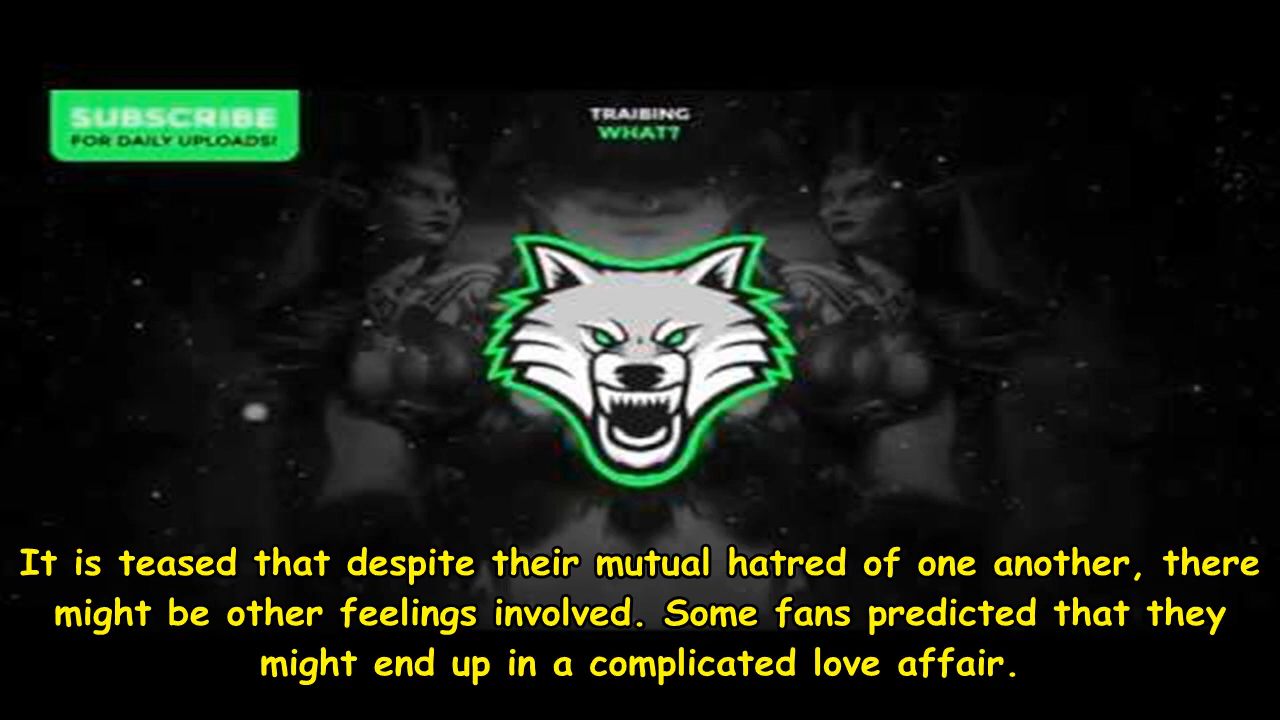 SUBSCRIBE
FOR DAILY UPLOADS!
TRAIBING
WHAT?
It is teased that despite their mutual hatred of one another, there
might be other feelings involved. Some fans predicted that they
might end up in a complicated love affair.